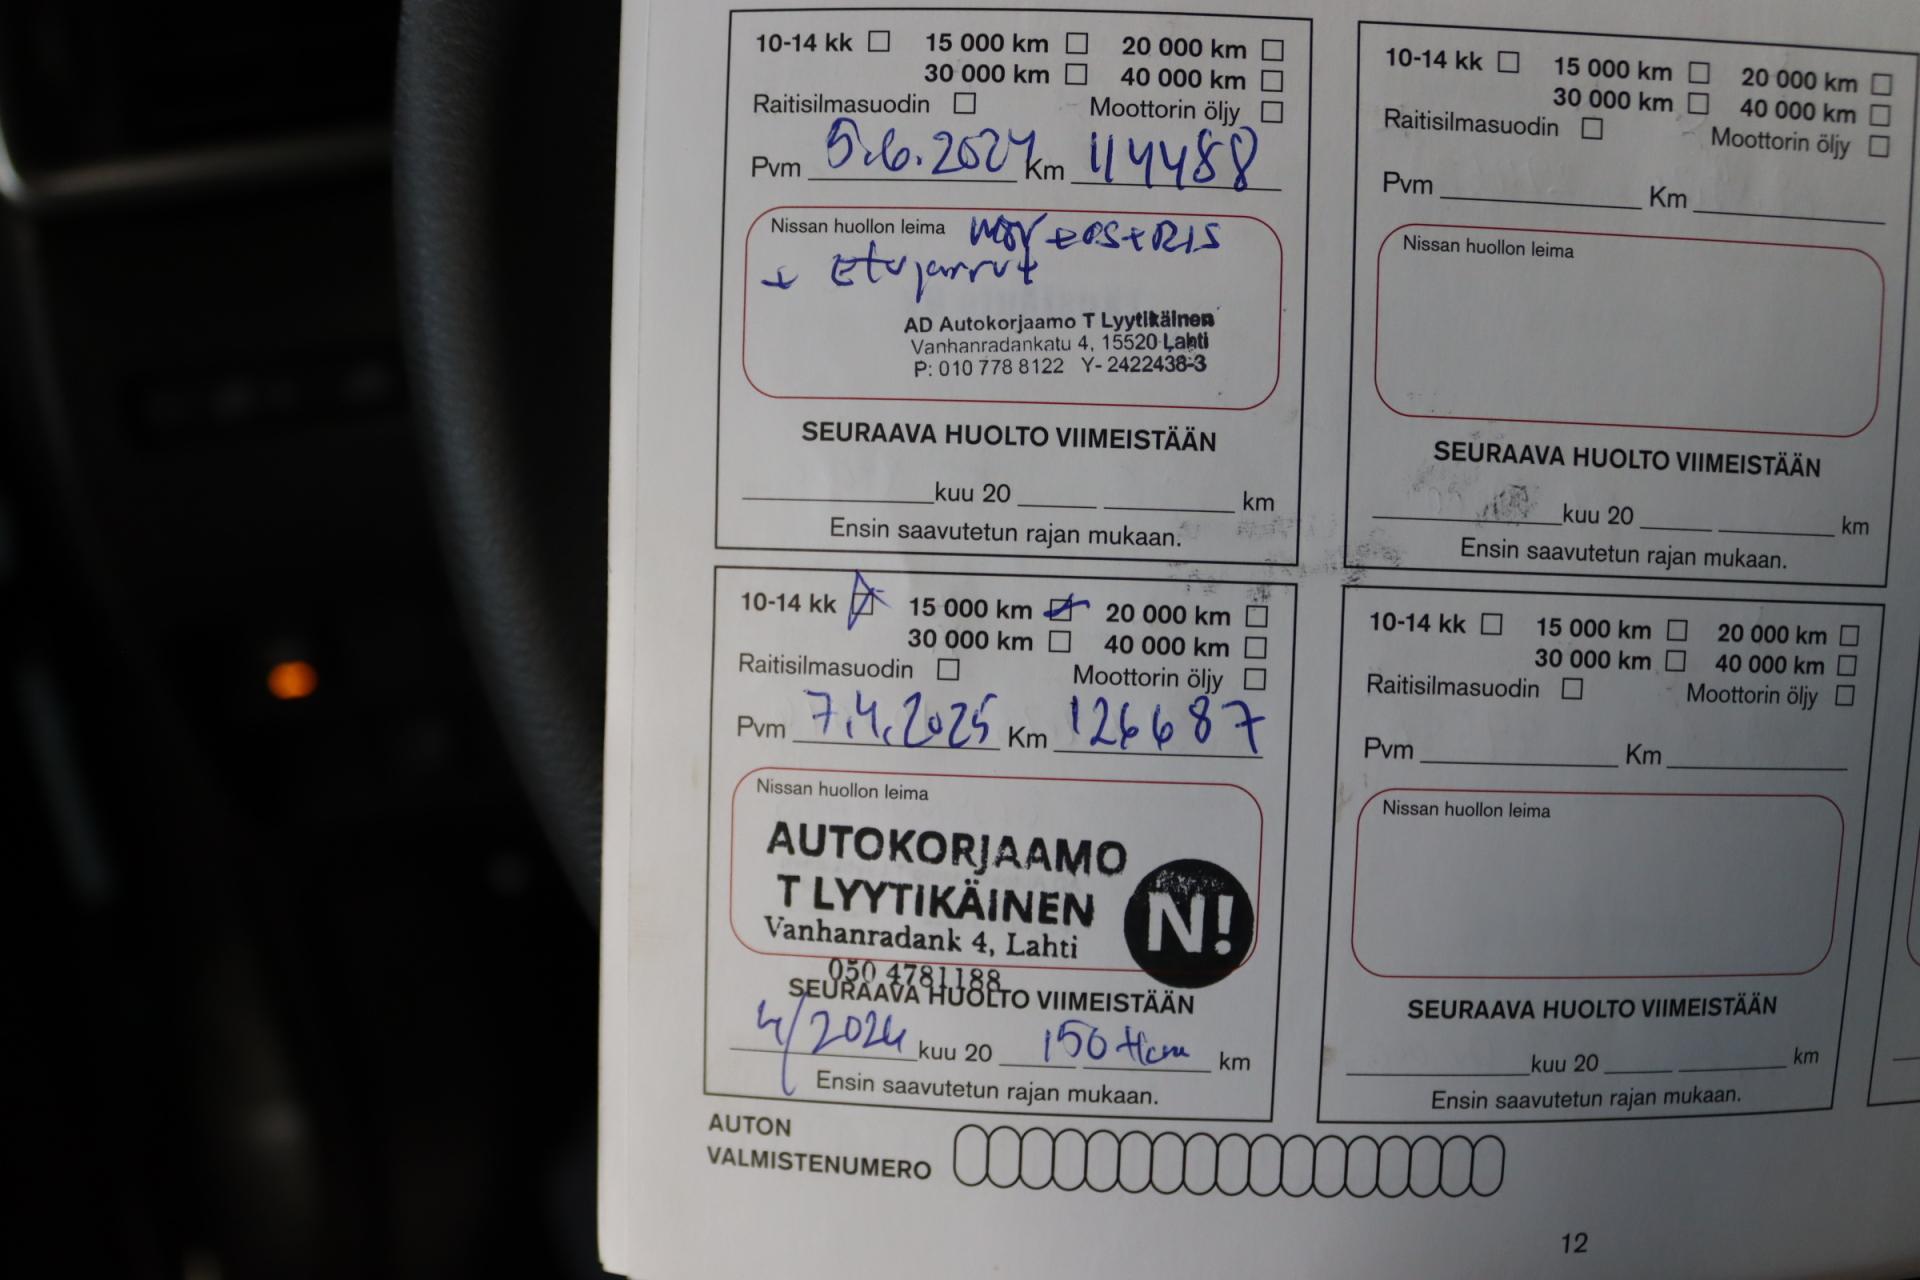 10-14 kk ☐ 15 000 km ☐ 20 000 km ☐
30 000 km ☐ 40 000 km ☐
Raitisilmasuodin ☐ Moottorin öljy ☐
Pvm 5.6.2024 Km 114488
Nissan huollon leima
+ Etujarrut
AD Autokorjaamo T Lyytikäinen
Vanhanradankatu 4, 15520 Lahti
P: 010 778 8122 Y- 2422438-3
SEURAAVA HUOLTO VIIMEISTÄÄN
kuu 20 km
Ensin saavutetun rajan mukaan.
10-14 kk ☒ 15 000 km ☒ 20 000 km ☐
30 000 km ☐ 40 000 km ☐
Raitisilmasuodin ☐ Moottorin öljy ☐
Pvm 7.4.2025 Km 126687
Nissan huollon leima
AUTOKORJAAMO
T LYYTIKÄINEN
N!
Vanhanradank 4, Lahti
050 4781188
SEURAAVA HUOLTO VIIMEISTÄÄN
kuu 20 km
Ensin saavutetun rajan mukaan.
10-14 kk ☐ 15 000 km ☐ 20 000 km ☐
30 000 km ☐ 40 000 km ☐
Raitisilmasuodin ☐ Moottorin öljy ☐
Pvm Km
Nissan huollon leima
SEURAAVA HUOLTO VIIMEISTÄÄN
kuu 20 km
Ensin saavutetun rajan mukaan.
10-14 kk ☐ 15 000 km ☐ 20 000 km ☐
30 000 km ☐ 40 000 km ☐
Raitisilmasuodin ☐ Moottorin öljy ☐
Pvm Km
Nissan huollon leima
SEURAAVA HUOLTO VIIMEISTÄÄN
kuu 20 km
Ensin saavutetun rajan mukaan.
AUTON
VALMISTENUMERO
12